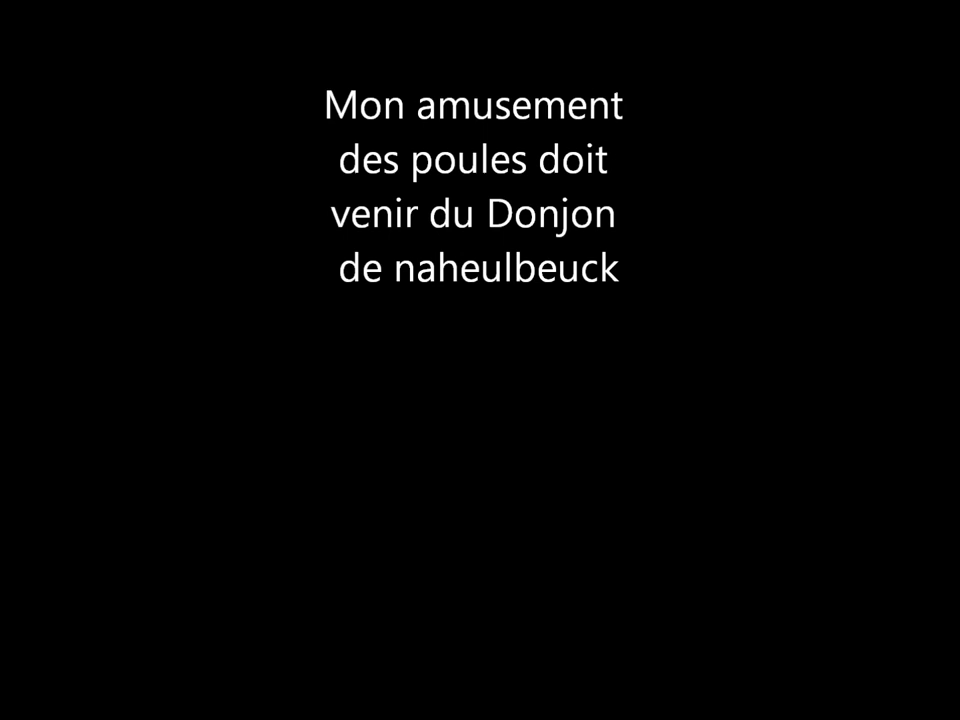 Mon amusement
des poules doit
venir du Donjon
de naheulbeuck